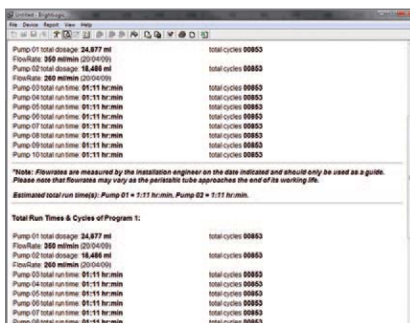 Untitled - BrightLogic
File Device Report View Help
Pump 01 total dosage: 24,877 ml total cycles 00853
FlowRate: 350 ml/min (20/04/09)
Pump 02 total dosage: 18,486 ml total cycles 00853
FlowRate: 260 ml/min (20/04/09)
Pump 03 total run time: 01:11 hr:min total cycles 00853
Pump 04 total run time: 01:11 hr:min total cycles 00853
Pump 05 total run time: 01:11 hr:min total cycles 00853
Pump 06 total run time: 01:11 hr:min total cycles 00853
Pump 07 total run time: 01:11 hr:min total cycles 00853
Pump 08 total run time: 01:11 hr:min total cycles 00853
Pump 09 total run time: 01:11 hr:min total cycles 00853
Pump 10 total run time: 01:11 hr:min total cycles 00853
*Note: Flowrates are measured by the installation engineer on the date indicated and should only be used as a guide.
Please note that flowrates may vary as the peristaltic tube approaches the end of its working life.
Estimated total run time(s): Pump 01 = 1:11 hr:min, Pump 02 = 1:11 hr:min.
Total Run Times & Cycles of Program 1:
Pump 01 total dosage: 24,877 ml total cycles 00853
FlowRate: 350 ml/min (20/04/09)
Pump 02 total dosage: 18,486 ml total cycles 00853
FlowRate: 260 ml/min (20/04/09)
Pump 03 total run time: 01:11 hr:min total cycles 00853
Pump 04 total run time: 01:11 hr:min total cycles 00853
Pump 05 total run time: 01:11 hr:min total cycles 00853
Pump 06 total run time: 01:11 hr:min total cycles 00853
Pump 07 total run time: 01:11 hr:min total cycles 00853
Pump 08 total run time: 01:11 hr:min total cycles 00853